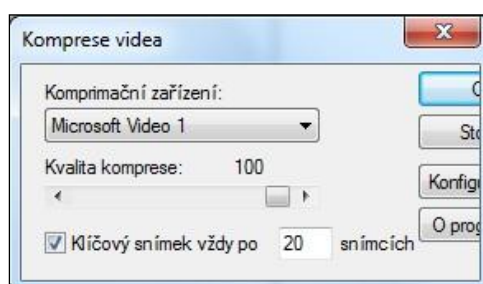 Komprese videa
Komprimační zařízení:
Microsoft Video 1
Kvalita komprese: 100
Klíčový snímek vždy po 20 snímcích